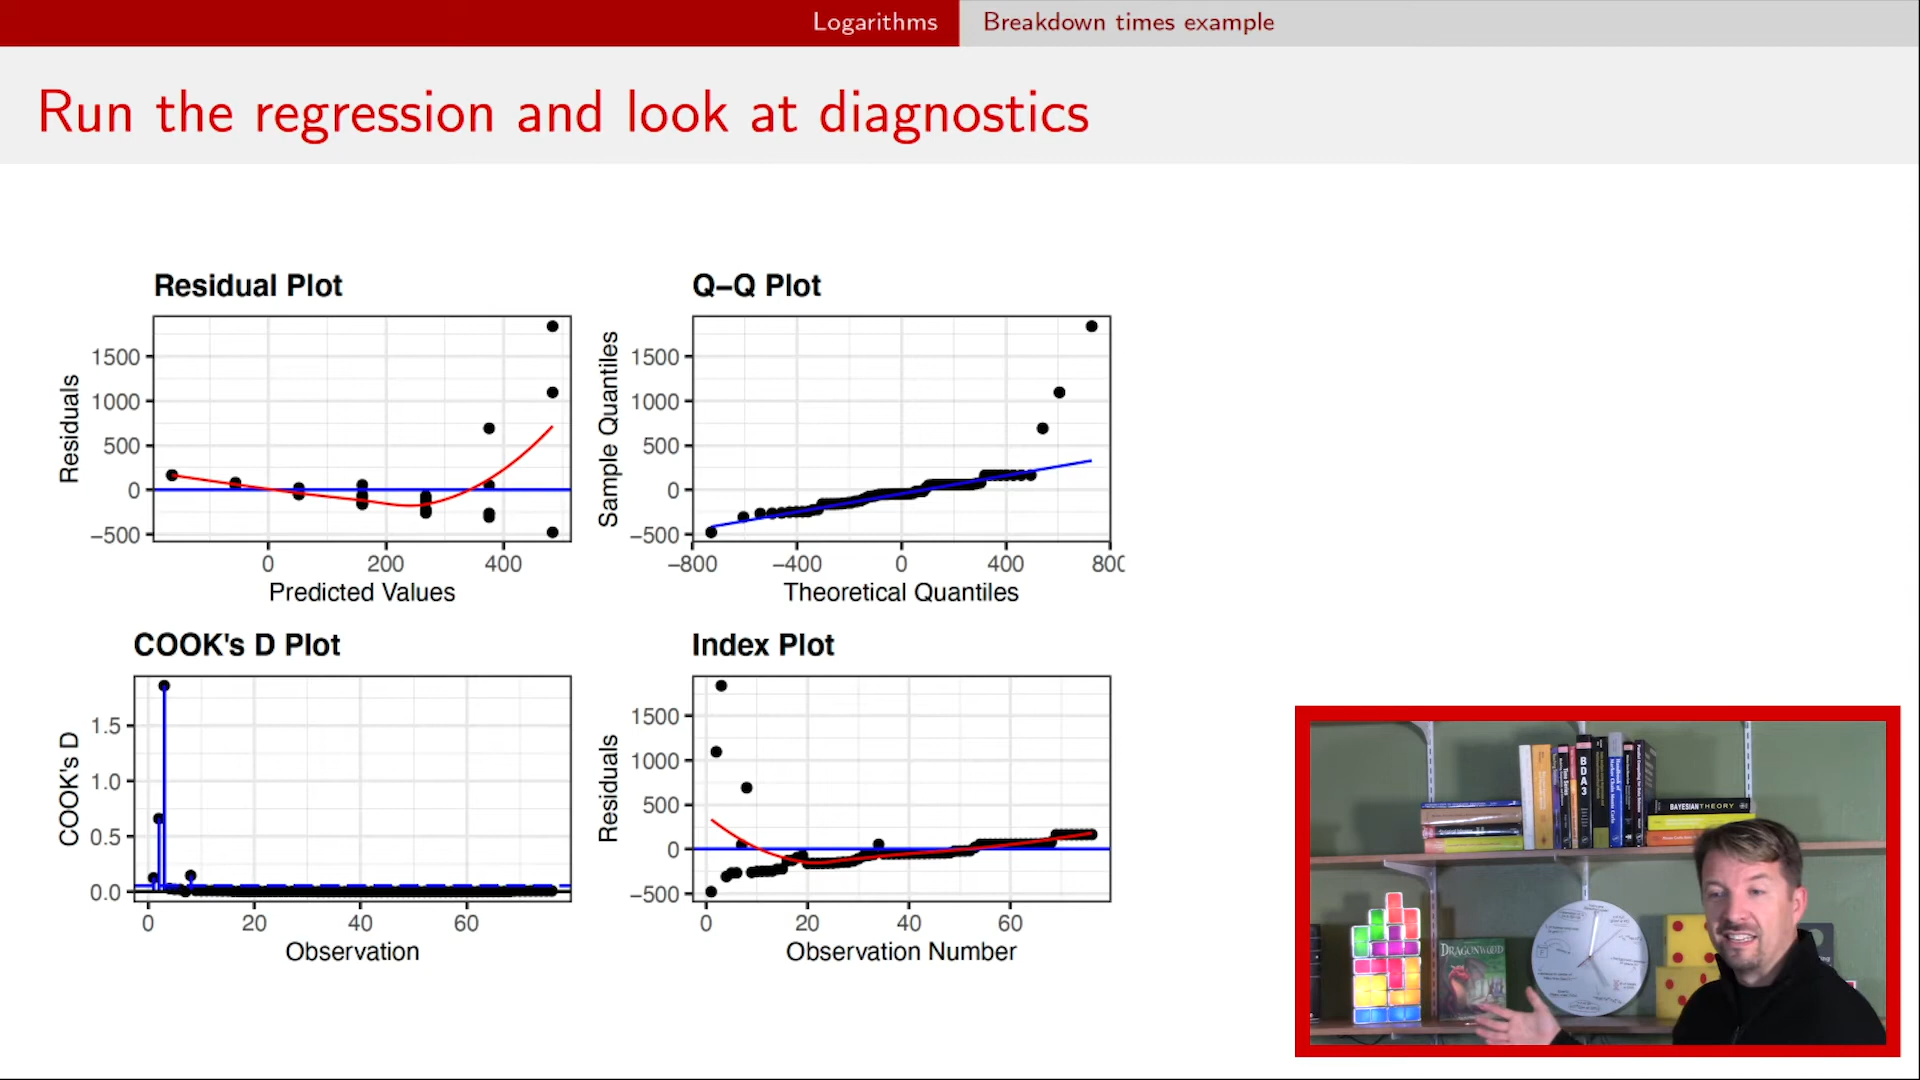 Logarithms
Breakdown times example
Run the regression and look at diagnostics
Residual Plot
Residuals
1500
1000
500
0
−500
0
200
400
Predicted Values
Q−Q Plot
Sample Quantiles
1500
1000
500
0
−500
−800
−400
0
400
Theoretical Quantiles
COOK's D Plot
COOK's D
1.5
1.0
0.5
0.0
0
20
40
60
Observation
Index Plot
Residuals
1500
1000
500
0
−500
0
20
40
60
Observation Number
BDA3
Time Series
BAYESIAN THEORY
DRAGONWOOD